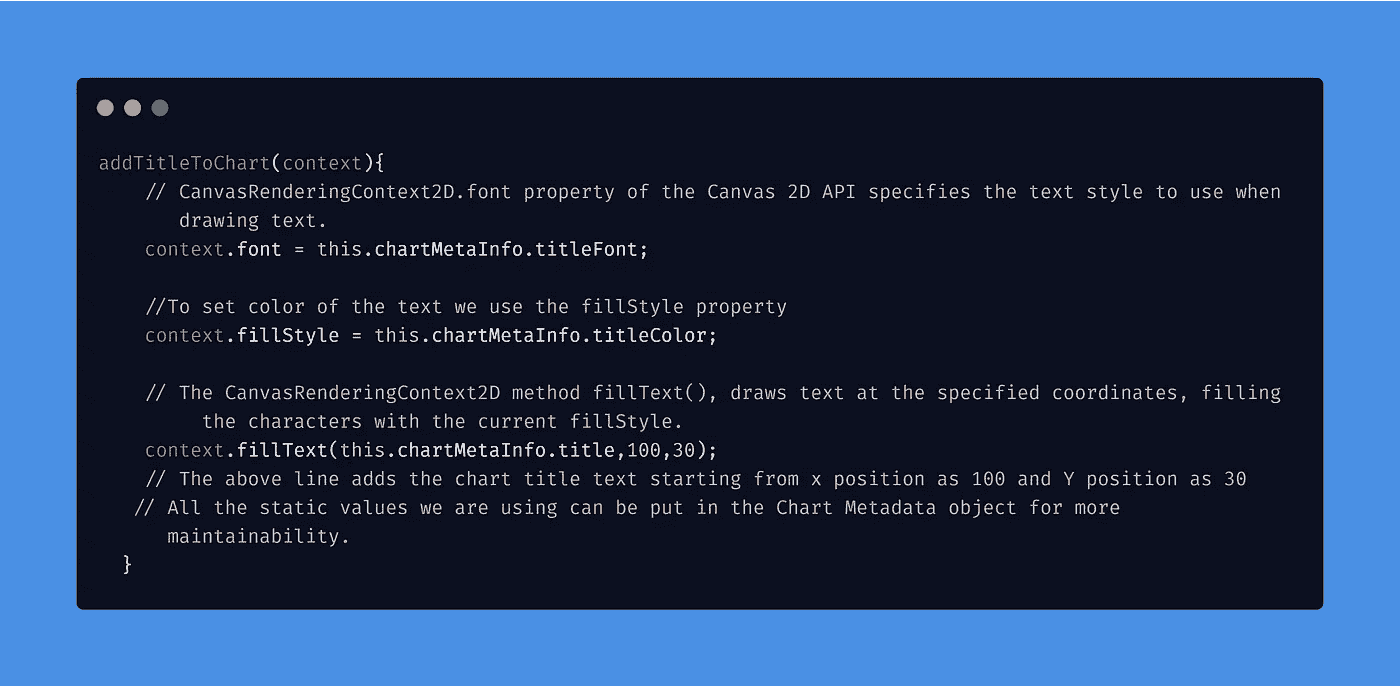 addTitleToChart(context){
// CanvasRenderingContext2D.font property of the Canvas 2D API specifies the text style to use when
drawing text.
context.font = this.chartMetaInfo.titleFont;
//To set color of the text we use the fillStyle property
context.fillStyle = this.chartMetaInfo.titleColor;
// The CanvasRenderingContext2D method fillText(), draws text at the specified coordinates, filling
the characters with the current fillStyle.
context.fillText(this.chartMetaInfo.title,100,30);
// The above line adds the chart title text starting from x position as 100 and Y position as 30
// All the static values we are using can be put in the Chart Metadata object for more
maintainability.
}